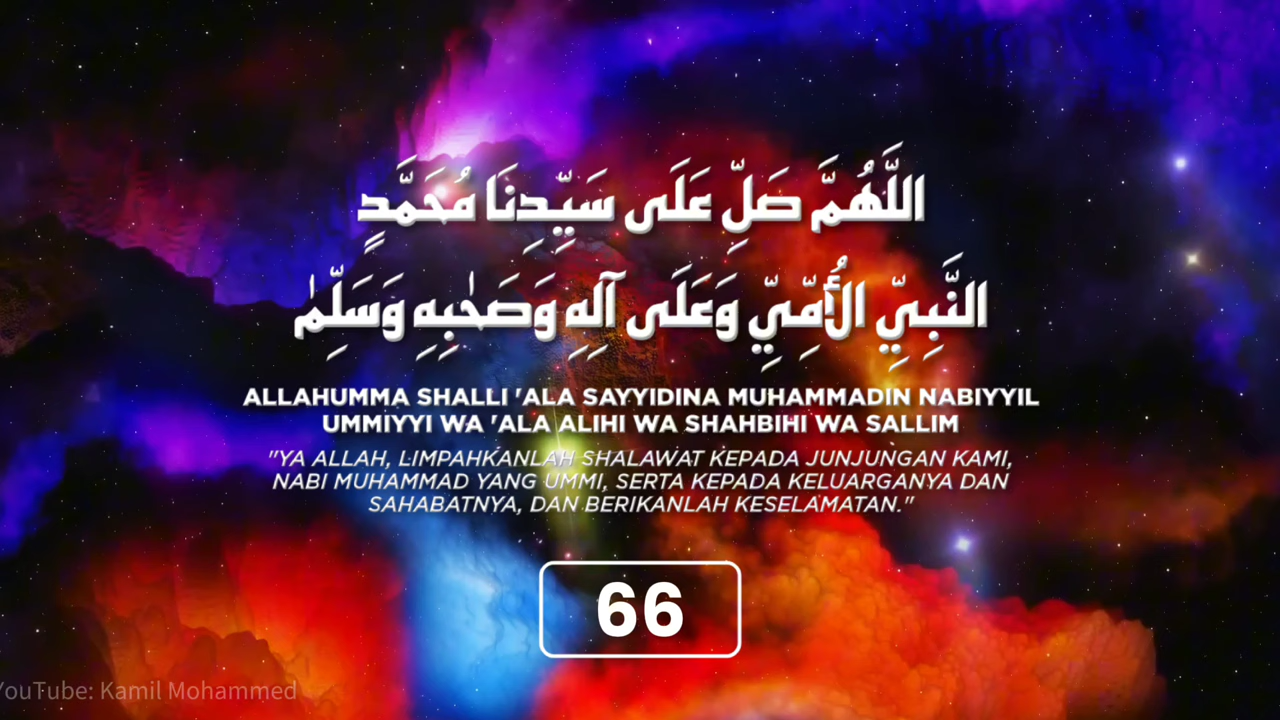 اللَّهُمَّ صَلِّ عَلَى سَيِّدِنَا مُحَمَّدٍ
النَّبِيِّ الأُمِّيِّ وَعَلَى آلِهِ وَصَحْبِهِ وَسَلِّمْ
ALLAHUMMA SHALLI 'ALA SAYYIDINA MUHAMMADIN NABIYYIL
UMMIYYI WA 'ALA ALIHI WA SHAHBIHI WA SALLIM
"YA ALLAH, LIMPAHKANLAH SHALAWAT KEPADA JUNJUNGAN KAMI,
NABI MUHAMMAD YANG UMMI, SERTA KEPADA KELUARGANYA DAN
SAHABATNYA, DAN BERIKANLAH KESELAMATAN."
66
YouTube: Kamil Mohammed